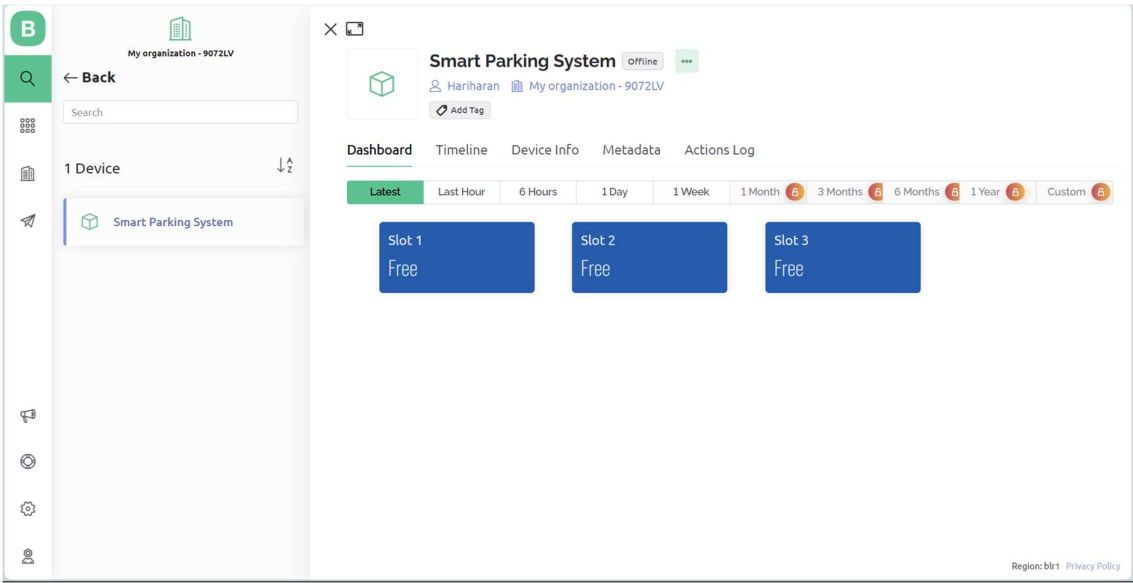 B
My organization - 9072LV
← Back
Search
1 Device
Smart Parking System
Smart Parking System Offline
Hariharan My organization - 9072LV
Add Tag
Dashboard Timeline Device Info Metadata Actions Log
Latest Last Hour 6 Hours 1 Day 1 Week 1 Month 3 Months 6 Months 1 Year Custom
Slot 1 Slot 2 Slot 3
Free Free Free
Region: blr1 Privacy Policy